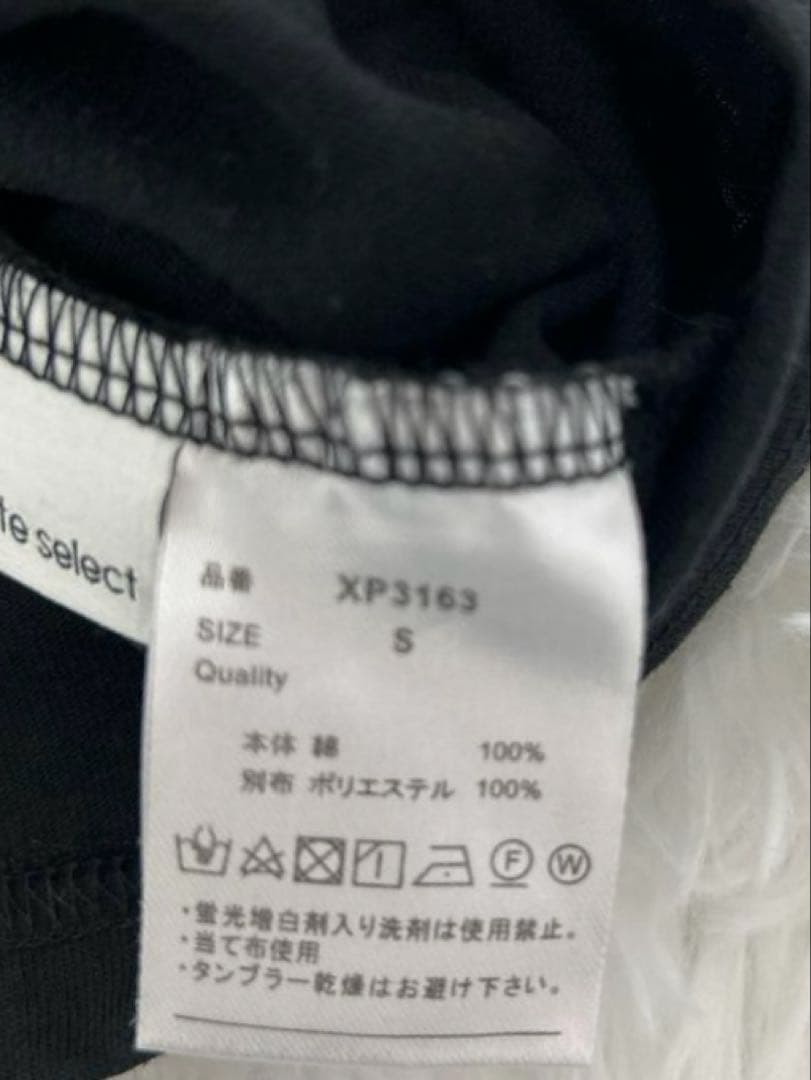 te select
品番 XP3163
SIZE S
Quality
本体 綿 100%
別布 ポリエステル 100%
F W
・蛍光増白剤入り洗剤は使用禁止。
・当て布使用
・タンブラー乾燥はお避け下さい。